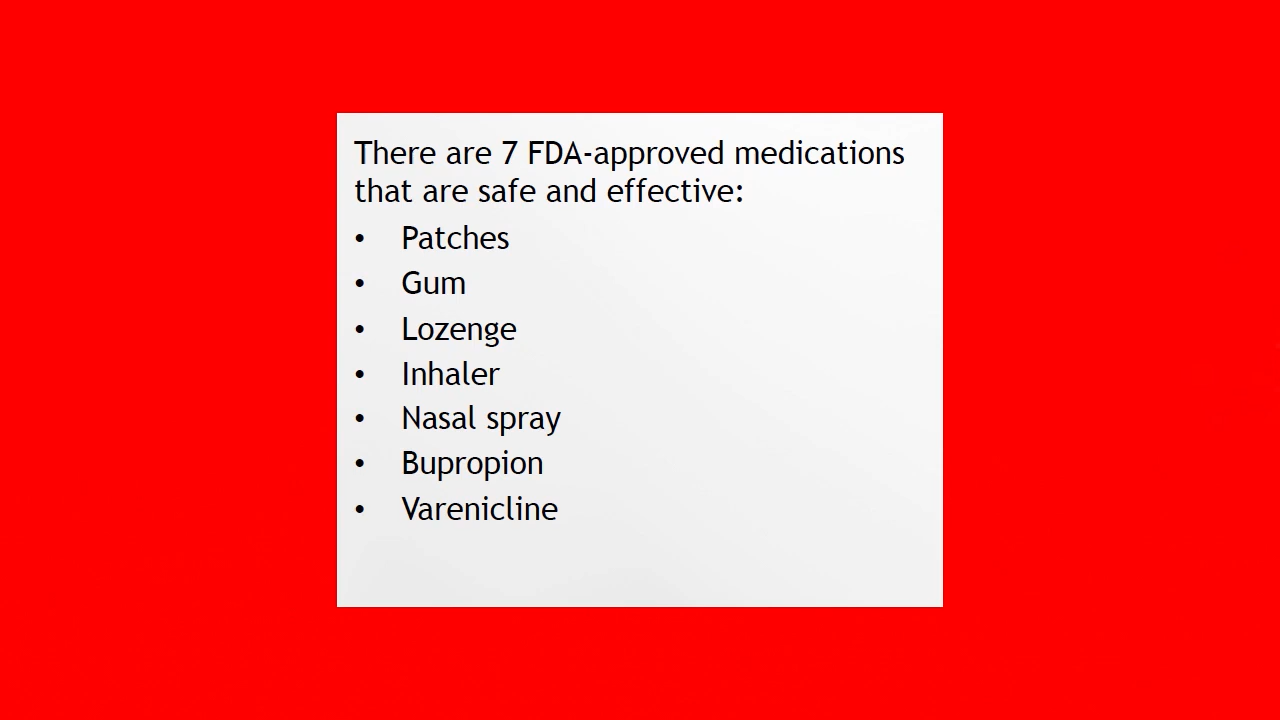 There are 7 FDA-approved medications
that are safe and effective:
• Patches
• Gum
• Lozenge
• Inhaler
• Nasal spray
• Bupropion
• Varenicline